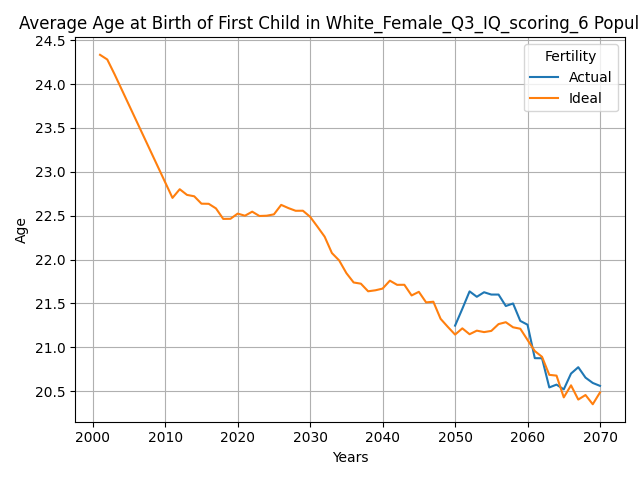 Average Age at Birth of First Child in White_Female_Q3_IQ_scoring_6 Popul
24.5
24.0
23.5
23.0
22.5
22.0
21.5
21.0
20.5
Age
Fertility
Actual
Ideal
2000 2010 2020 2030 2040 2050 2060 2070
Years